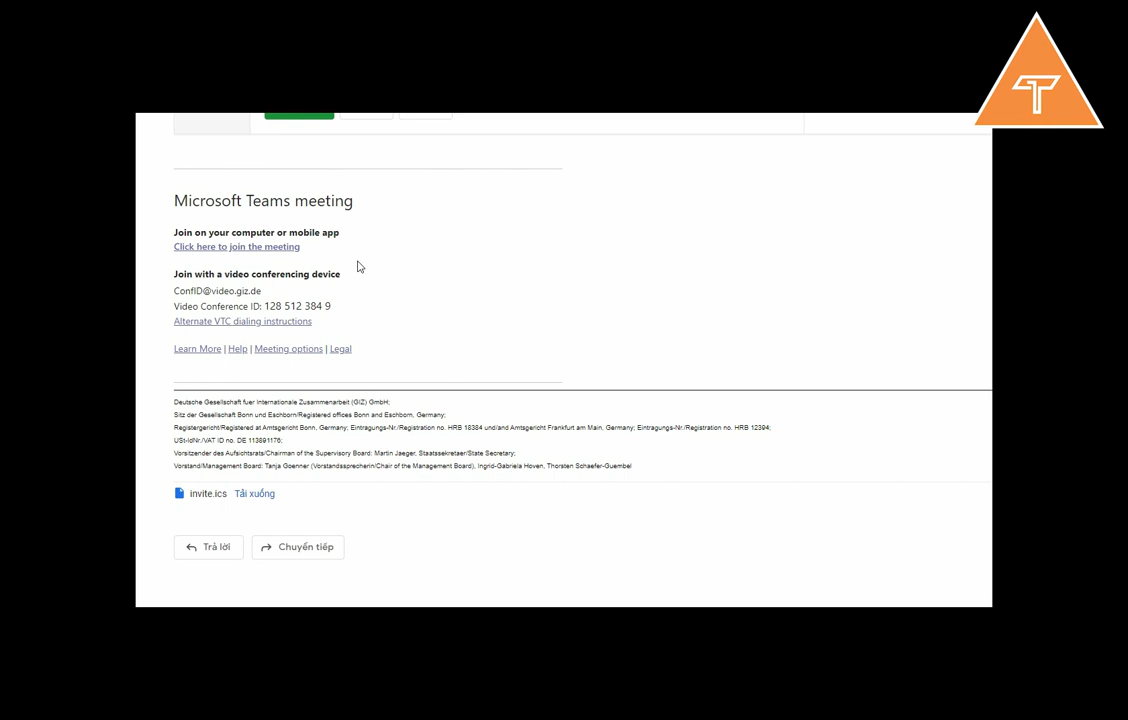 T
Microsoft Teams meeting
Join on your computer or mobile app
Click here to join the meeting
Join with a video conferencing device
ConfID@video.giz.de
Video Conference ID: 128 512 384 9
Alternate VTC dialing instructions
Learn More | Help | Meeting options | Legal
Deutsche Gesellschaft fuer Internationale Zusammenarbeit (GIZ) GmbH;
Sitz der Gesellschaft Bonn und Eschborn/Registered offices Bonn and Eschborn, Germany;
Registergericht/Registered at Amtsgericht Bonn, Germany; Eintragungs-Nr./Registration no. HRB 18384 und/and Amtsgericht Frankfurt am Main, Germany; Eintragungs-Nr./Registration no. HRB 12394;
USt-IdNr./VAT ID no. DE 113891176;
Vorsitzender des Aufsichtsrats/Chairman of the Supervisory Board: Martin Jaeger, Staatssekretaer/State Secretary;
Vorstand/Management Board: Tanja Goenner (Vorstandssprecherin/Chair of the Management Board), Ingrid-Gabriela Hoven, Thorsten Schaefer-Guembel
invite.ics Tải xuống
Trả lời Chuyển tiếp